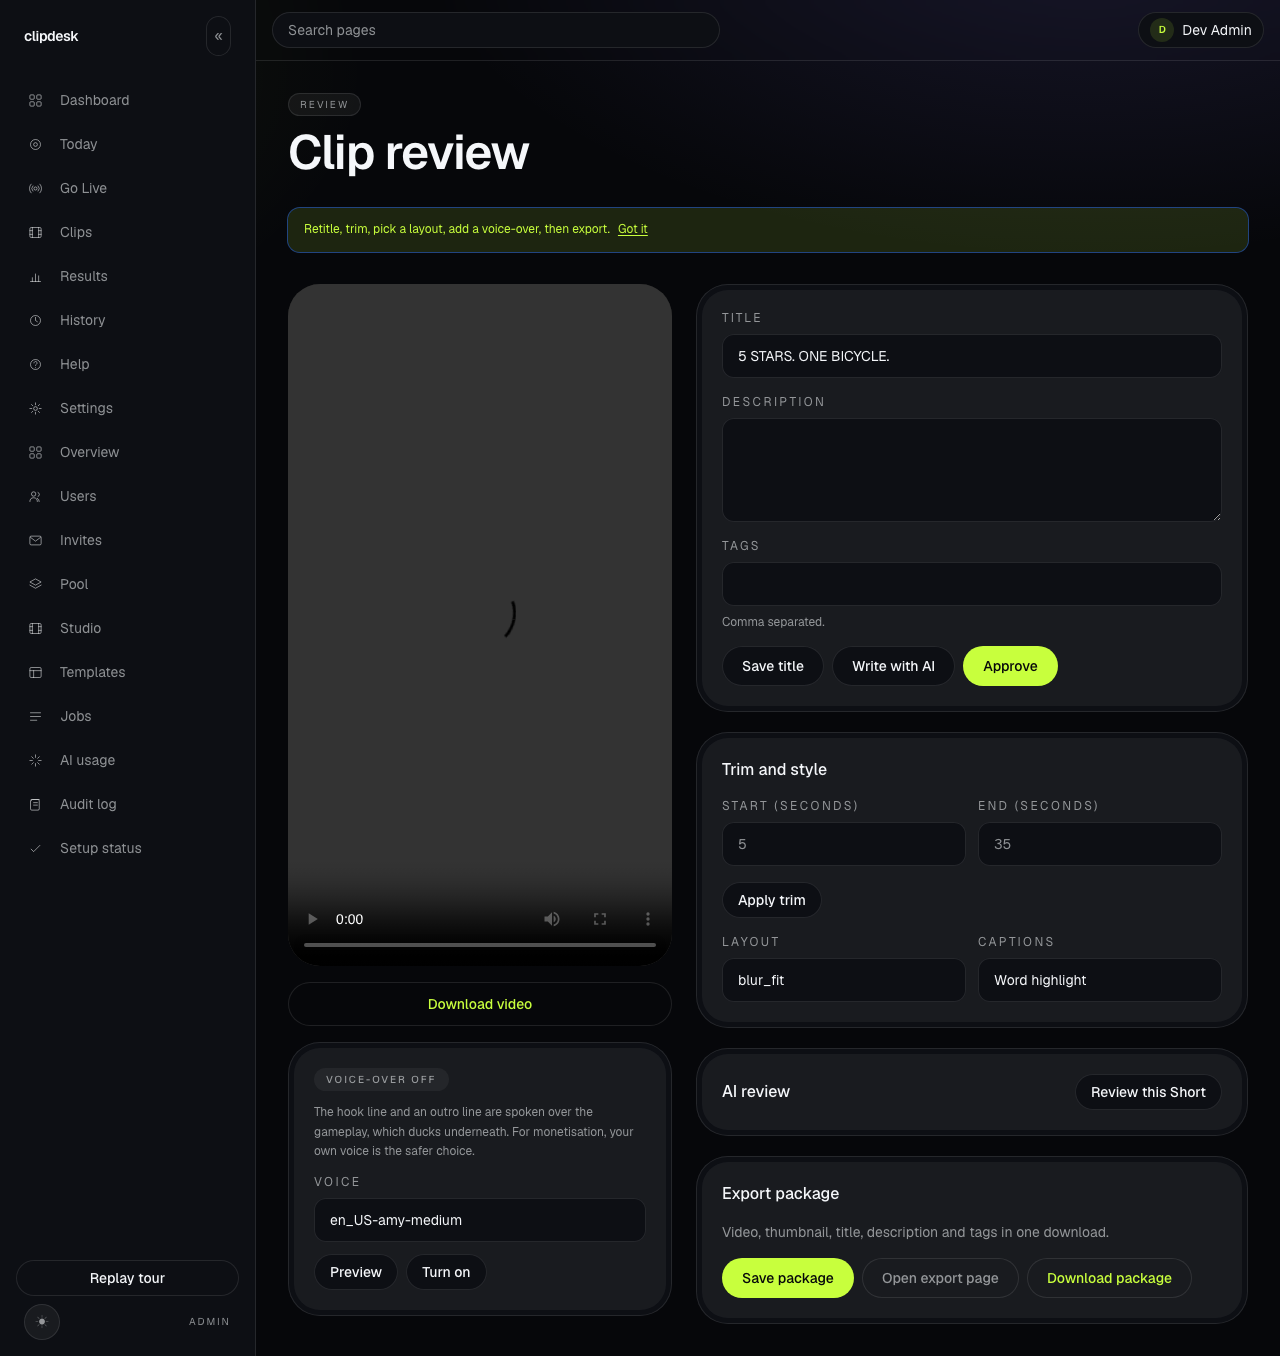 clipdesk
«
Dashboard
Today
Go Live
Clips
Results
History
Help
Settings
Overview
Users
Invites
Pool
Studio
Templates
Jobs
AI usage
Audit log
Setup status
Replay tour
ADMIN
Search pages
D
Dev Admin
REVIEW
Clip review
Retitle, trim, pick a layout, add a voice-over, then export. Got it
0:00
Download video
VOICE-OVER OFF
The hook line and an outro line are spoken over the
gameplay, which ducks underneath. For monetisation, your
own voice is the safer choice.
VOICE
en_US-amy-medium
Preview
Turn on
TITLE
5 STARS. ONE BICYCLE.
DESCRIPTION
TAGS
Comma separated.
Save title
Write with AI
Approve
Trim and style
START (SECONDS)
END (SECONDS)
5
35
Apply trim
LAYOUT
CAPTIONS
blur_fit
Word highlight
AI review
Review this Short
Export package
Video, thumbnail, title, description and tags in one download.
Save package
Open export page
Download package